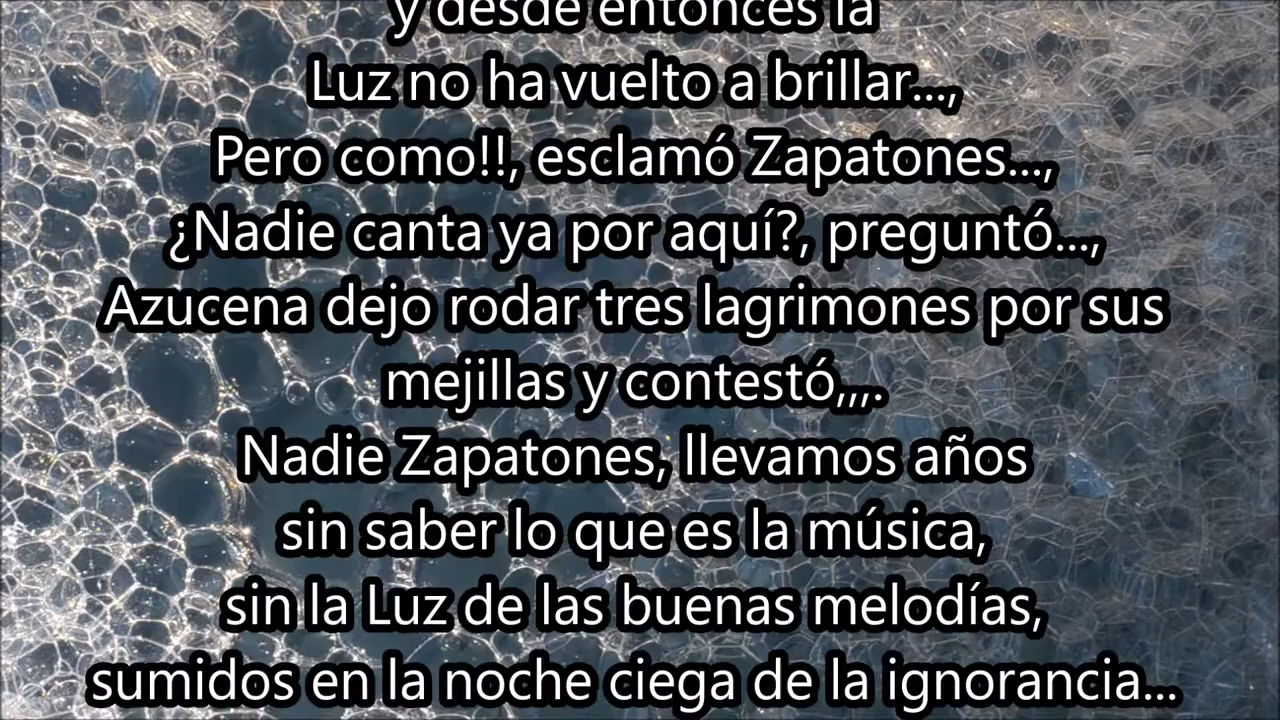 y desde entonces la
Luz no ha vuelto a brillar...,
Pero como!!, esclamó Zapatones...,
¿Nadie canta ya por aquí?, preguntó...,
Azucena dejo rodar tres lagrimones por sus
mejillas y contestó,,,.
Nadie Zapatones, llevamos años
sin saber lo que es la música,
sin la Luz de las buenas melodías,
sumidos en la noche ciega de la ignorancia...